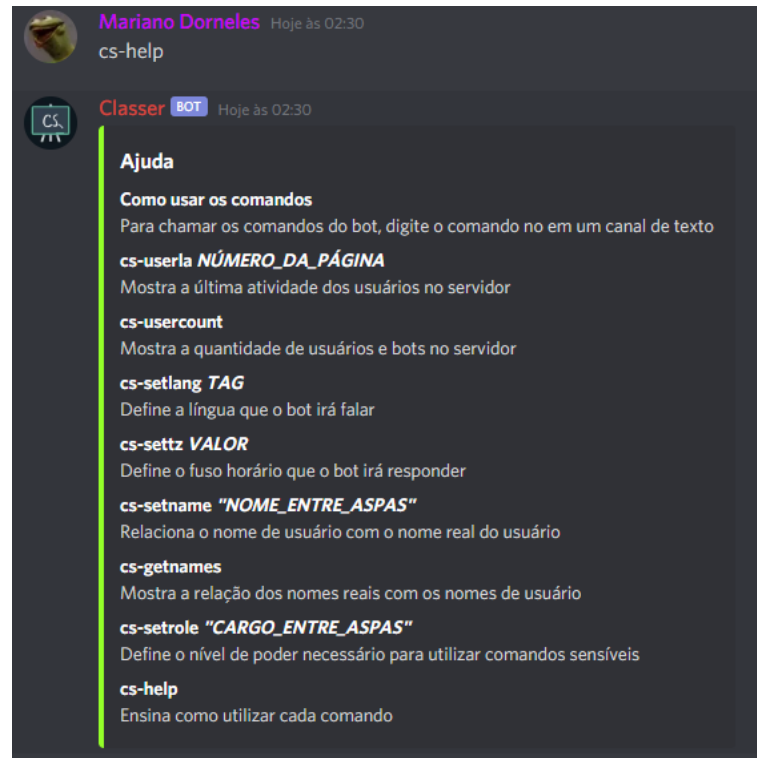 Mariano Dorneles Hoje às 02:30
cs-help
CS
Classer BOT Hoje às 02:30
Ajuda
Como usar os comandos
Para chamar os comandos do bot, digite o comando no em um canal de texto
cs-userla NÚMERO_DA_PÁGINA
Mostra a última atividade dos usuários no servidor
cs-usercount
Mostra a quantidade de usuários e bots no servidor
cs-setlang TAG
Define a língua que o bot irá falar
cs-settz VALOR
Define o fuso horário que o bot irá responder
cs-setname "NOME_ENTRE_ASPAS"
Relaciona o nome de usuário com o nome real do usuário
cs-getnames
Mostra a relação dos nomes reais com os nomes de usuário
cs-setrole "CARGO_ENTRE_ASPAS"
Define o nível de poder necessário para utilizar comandos sensíveis
cs-help
Ensina como utilizar cada comando